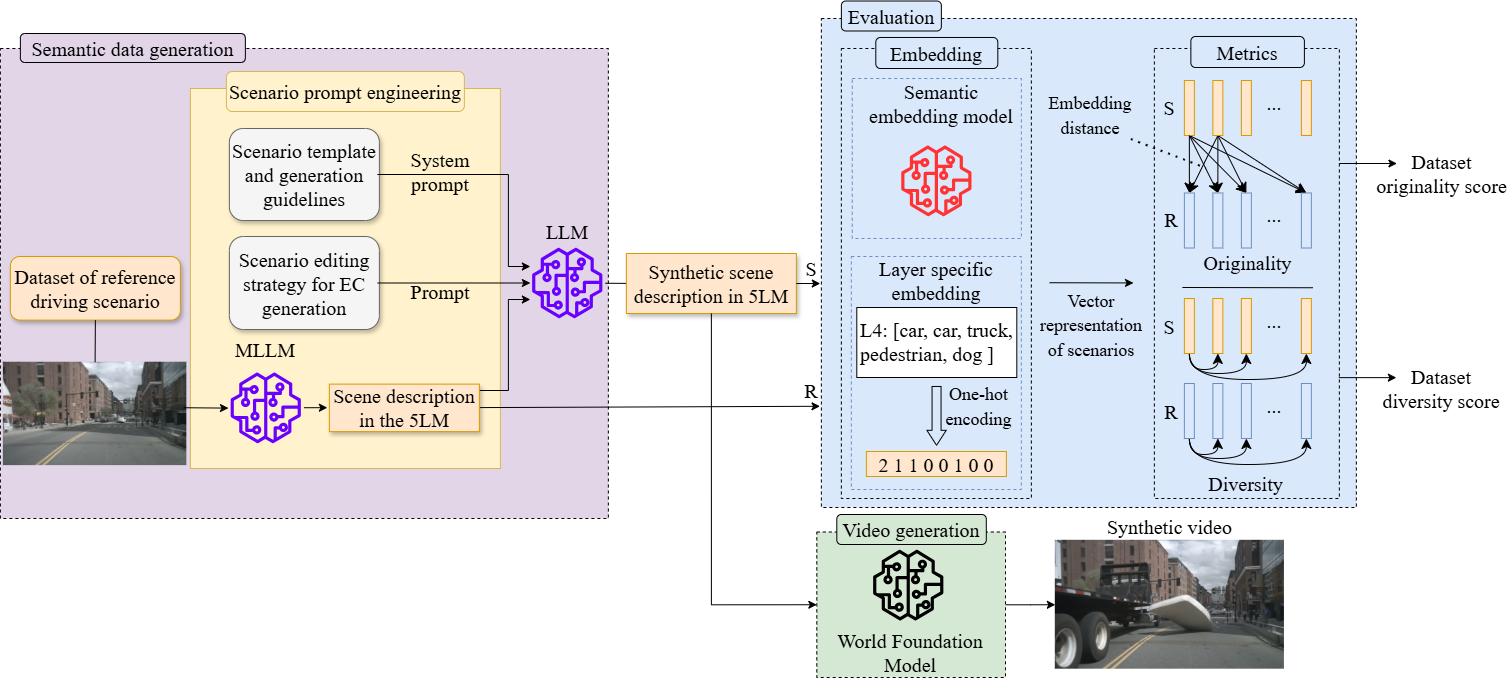 Semantic data generation
Scenario prompt engineering
Scenario template
and generation
guidelines
System
prompt
Scenario editing
strategy for EC
generation
Prompt
LLM
Dataset of reference
driving scenario
MLLM
Scene description
in the 5LM
Synthetic scene
description in 5LM
S
R
Evaluation
Embedding
Semantic
embedding model
Layer specific
embedding
L4: [car, car, truck,
pedestrian, dog ]
One-hot
encoding
2 1 1 1 0 0 1 0 0
Vector
representation
of scenarios
Metrics
Embedding
distance
S
...
R
...
Originality
S
...
R
...
Diversity
Dataset
originality score
Dataset
diversity score
Video generation
World Foundation
Model
Synthetic video